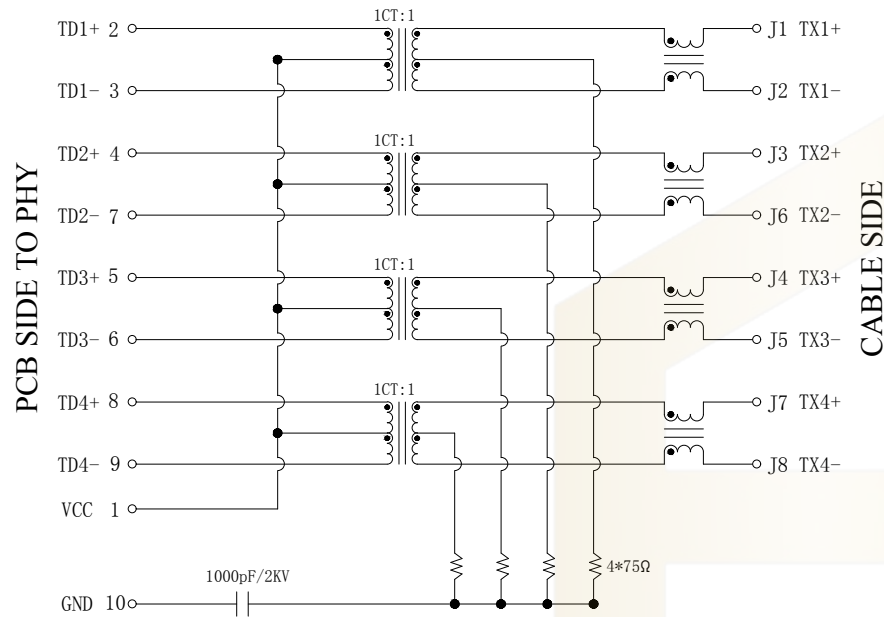 1CT:1
TD1+ 2
J1 TX1+
TD1- 3
J2 TX1-
1CT:1
TD2+ 4
J3 TX2+
TD2- 7
J6 TX2-
1CT:1
TD3+ 5
J4 TX3+
TD3- 6
J5 TX3-
1CT:1
TD4+ 8
J7 TX4+
TD4- 9
J8 TX4-
VCC 1
4*75Ω
1000pF/2KV
GND 10
PCB SIDE TO PHY
CABLE SIDE